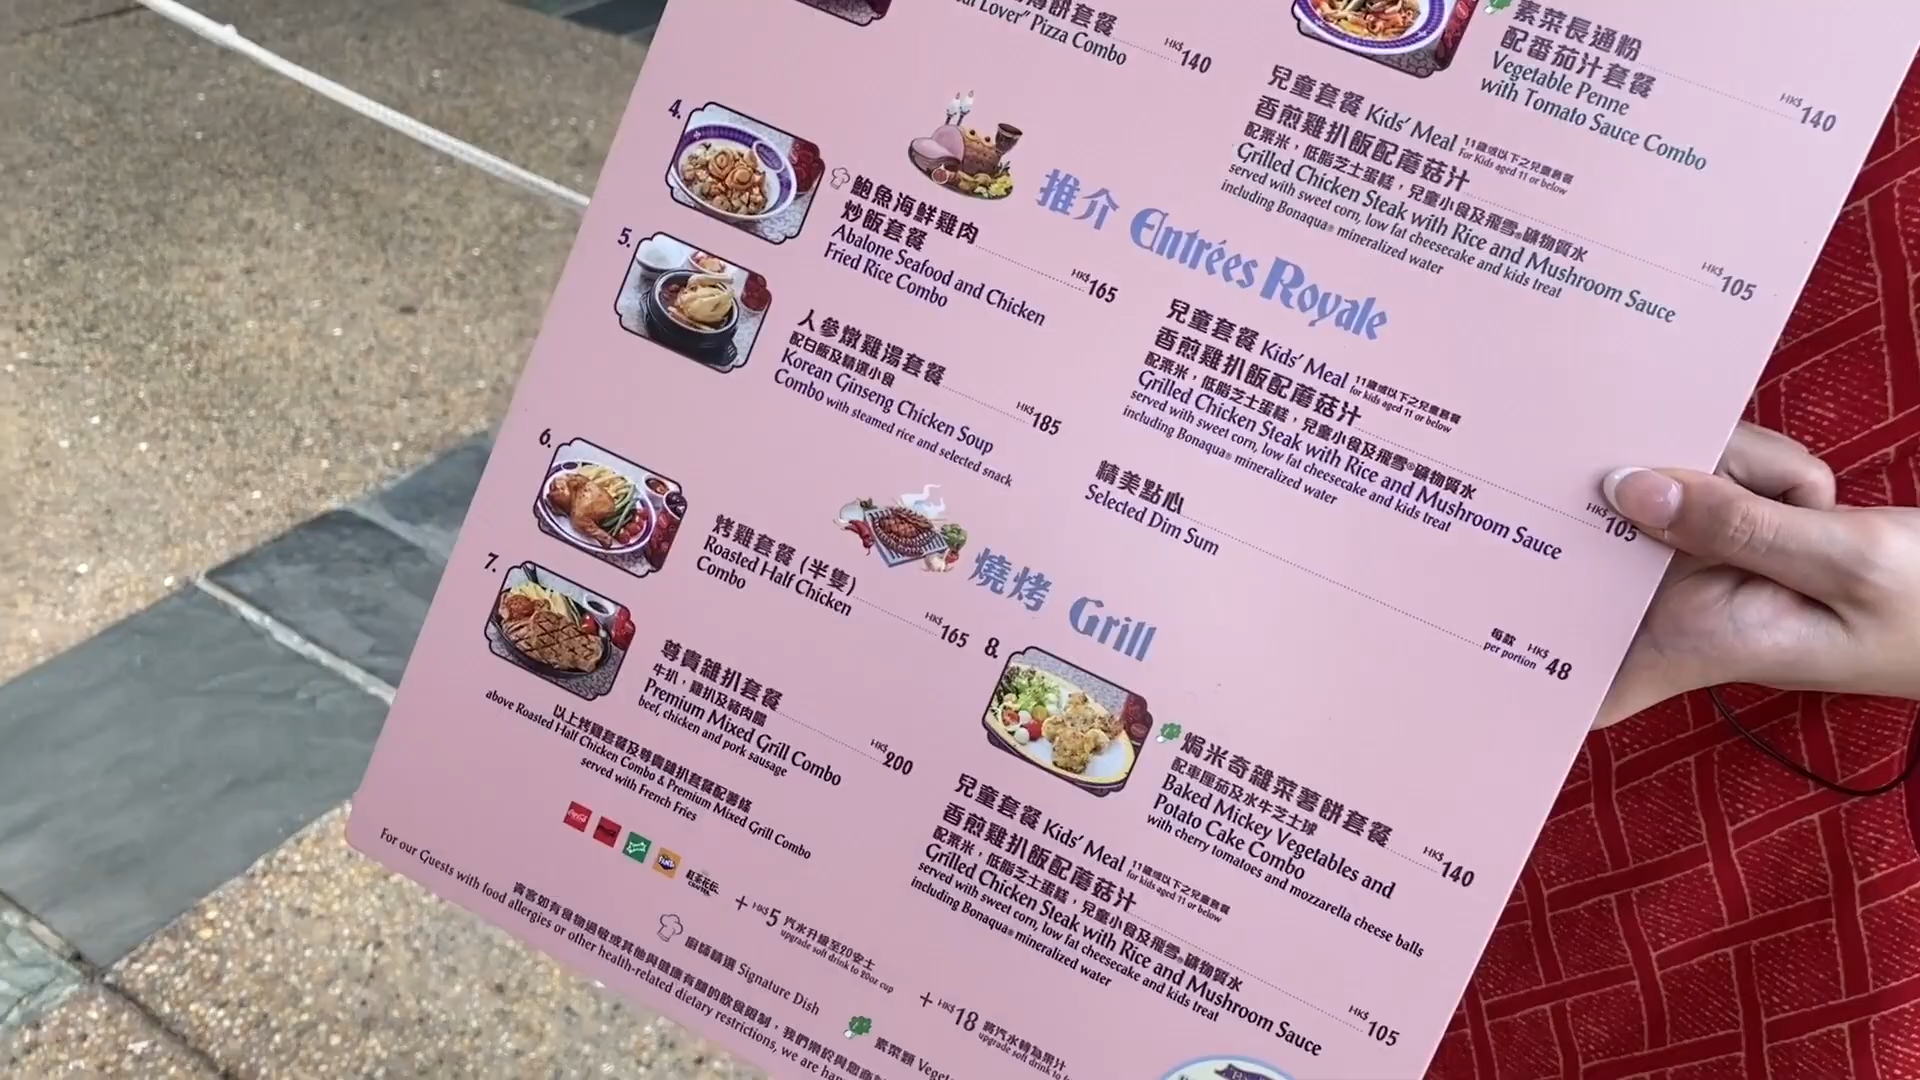 薄餅套餐
Lover" Pizza Combo
HK$140
素菜長通粉
配番茄汁套餐
Vegetable Penne
with Tomato Sauce Combo
HK$140
兒童套餐 Kids' Meal 11歲或以下之兒童套餐
For Kids aged 11 or below
香煎雞扒飯配蘑菇汁
配粟米，低脂芝士蛋糕，兒童小食及飛雪®礦物質水
Grilled Chicken Steak with Rice and Mushroom Sauce
served with sweet corn, low fat cheesecake and kids treat
including Bonaqua® mineralized water
HK$105
推介 Entrées Royale
4.
鮑魚海鮮雞肉
炒飯套餐
Abalone Seafood and Chicken
Fried Rice Combo
HK$165
5.
人參燉雞湯套餐
配白飯及精選小食
Korean Ginseng Chicken Soup
Combo with steamed rice and selected snack
HK$185
兒童套餐 Kids' Meal 11歲或以下之兒童套餐
for kids aged 11 or below
香煎雞扒飯配蘑菇汁
配粟米，低脂芝士蛋糕，兒童小食及飛雪®礦物質水
Grilled Chicken Steak with Rice and Mushroom Sauce
served with sweet corn, low fat cheesecake and kids treat
including Bonaqua® mineralized water
HK$105
精美點心
Selected Dim Sum
每款 HK$48
per portion
燒烤 Grill
6.
烤雞套餐 (半隻)
Roasted Half Chicken
Combo
HK$165
7.
尊貴雜扒套餐
牛扒，雞扒及豬肉腸
Premium Mixed Grill Combo
beef, chicken and pork sausage
HK$200
以上烤雞套餐及尊貴雜扒套餐配薯條
above Roasted Half Chicken Combo & Premium Mixed Grill Combo
served with French Fries
8.
焗米奇雜菜薯餅套餐
配車厘茄及水牛芝士球
Baked Mickey Vegetables and
Potato Cake Combo
with cherry tomatoes and mozzarella cheese balls
HK$140
兒童套餐 Kids' Meal 11歲或以下之兒童套餐
for kids aged 11 or below
香煎雞扒飯配蘑菇汁
配粟米，低脂芝士蛋糕，兒童小食及飛雪®礦物質水
Grilled Chicken Steak with Rice and Mushroom Sauce
served with sweet corn, low fat cheesecake and kids treat
including Bonaqua® mineralized water
HK$105
+ HK$5 汽水升級至20安士
upgrade soft drink to 20oz cup
+ HK$18 將汽水轉為果汁
upgrade soft drink to
廚師精選 Signature Dish
素菜類
賓客如有食物過敏或其他與健康有關的飲食限制，我們樂於與您
For our Guests with food allergies or other health-related dietary restrictions, we are